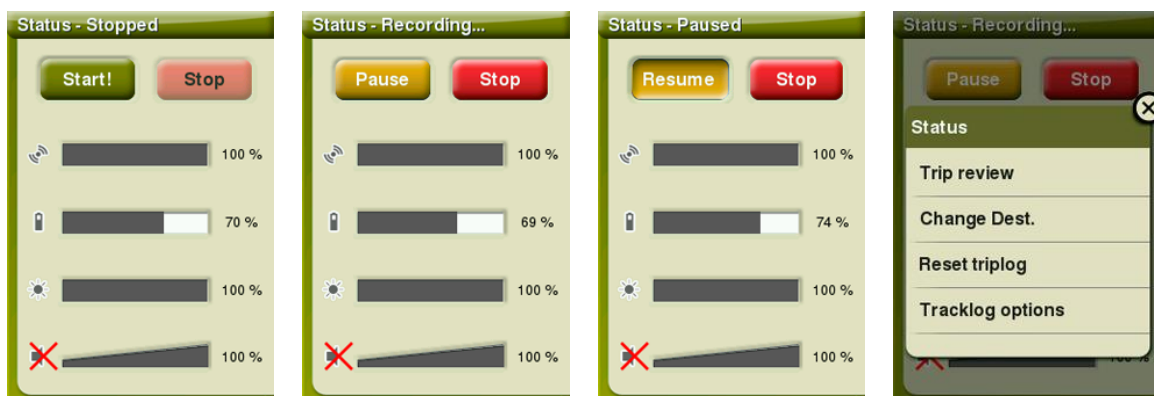 Status - Stopped
Start! Stop
100 %
70 %
100 %
100 %
Status - Recording...
Pause Stop
100 %
69 %
100 %
100 %
Status - Paused
Resume Stop
100 %
74 %
100 %
100 %
Status - Recording...
Pause Stop
Status
Trip review
Change Dest.
Reset triplog
Tracklog options